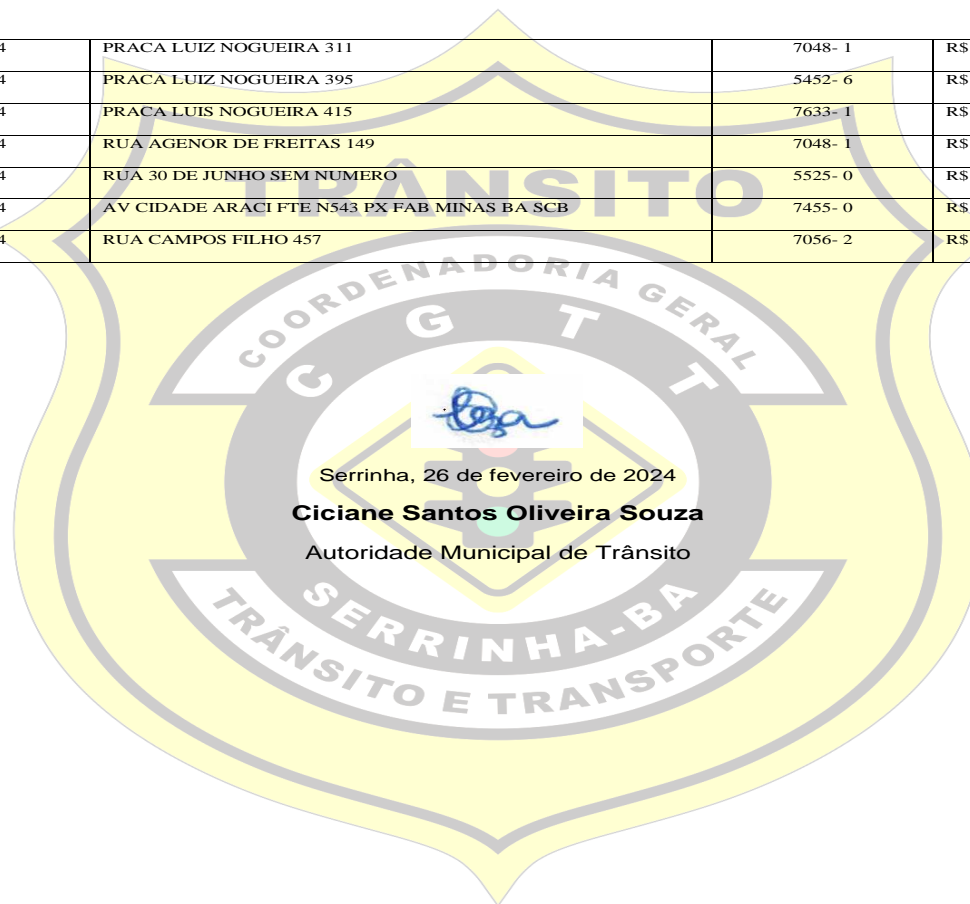 4 PRACA LUIZ NOGUEIRA 311 7048- 1 R$
4 PRACA LUIZ NOGUEIRA 395 5452- 6 R$
4 PRACA LUIS NOGUEIRA 415 7633- 1 R$
4 RUA AGENOR DE FREITAS 149 7048- 1 R$
4 RUA 30 DE JUNHO SEM NUMERO 5525- 0 R$
4 AV CIDADE ARACI FTE N543 PX FAB MINAS BA SCB 7455- 0 R$
4 RUA CAMPOS FILHO 457 7056- 2 R$
TRÂNSITO
COORDENADORIA GERAL
C G T T
Serrinha, 26 de fevereiro de 2024
Ciciane Santos Oliveira Souza
Autoridade Municipal de Trânsito
SERRINHA-BA
TRÂNSITO E TRANSPORTE